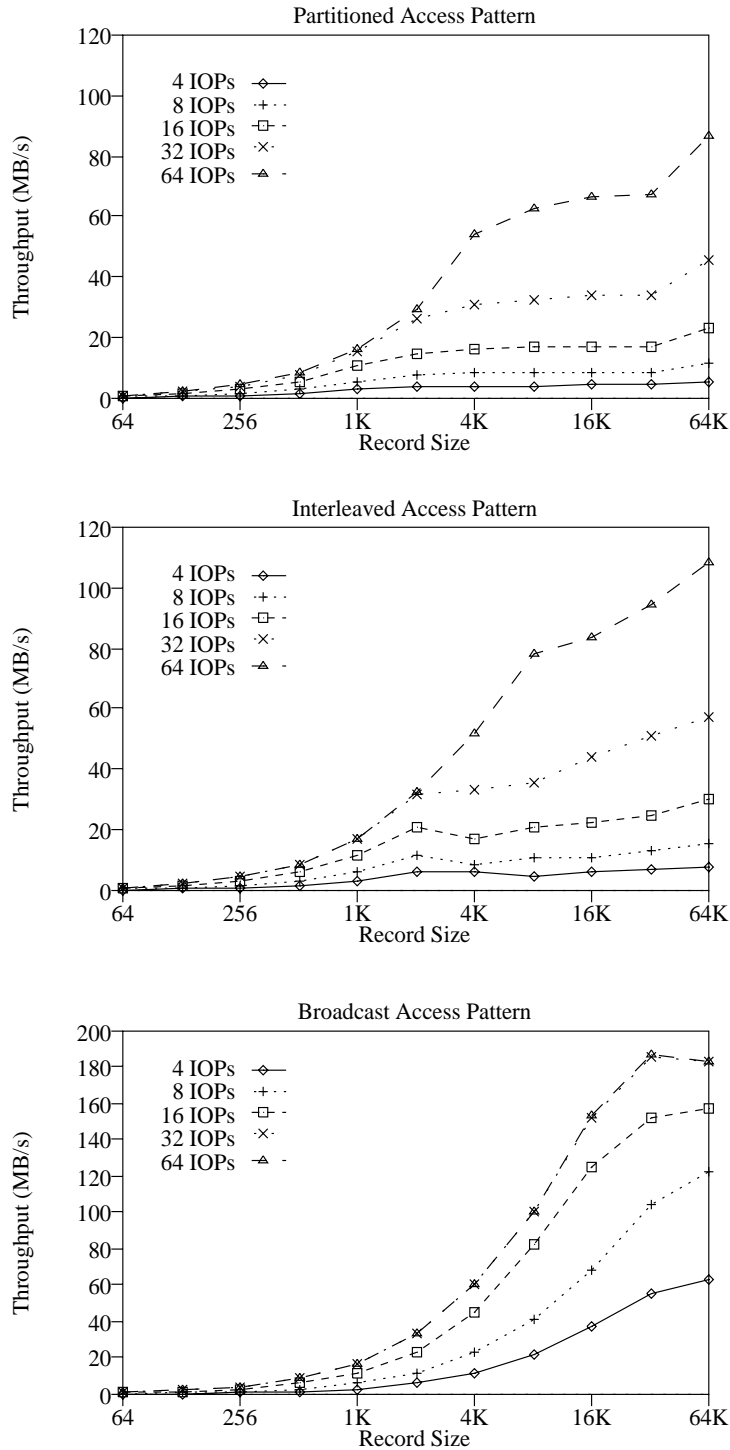 Partitioned Access Pattern
120
100
80
60
40
20
0
Throughput (MB/s)
4 IOPs
8 IOPs
16 IOPs
32 IOPs
64 IOPs
64 256 1K 4K 16K 64K
Record Size
Interleaved Access Pattern
120
100
80
60
40
20
0
Throughput (MB/s)
4 IOPs
8 IOPs
16 IOPs
32 IOPs
64 IOPs
64 256 1K 4K 16K 64K
Record Size
Broadcast Access Pattern
200
180
160
140
120
100
80
60
40
20
0
Throughput (MB/s)
4 IOPs
8 IOPs
16 IOPs
32 IOPs
64 IOPs
64 256 1K 4K 16K 64K
Record Size